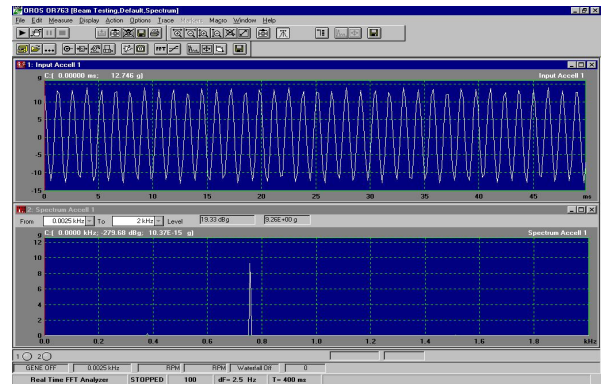 OROS OR763 [Beam Testing,Default,Spectrum]
File Edit Measure Display Action Options Trace Markers Macro Window Help
FFT
1: Input Accell 1
C:( 0.00000 ms; 12.746 g) Input Accell 1
g
10
5
0
-5
-10
-15
0 5 10 15 20 25 30 35 40 45 ms
2: Spectrum Accell 1
From 0.0025 kHz To 2 kHz Level 19.33 dBg 9.26E+00 g
g C:( 0.0000 kHz; -279.68 dBg; 10.37E-15 g) Spectrum Accell 1
12
10
8
6
4
2
0
0.0 0.2 0.4 0.6 0.8 1.0 1.2 1.4 1.6 1.8 kHz
1 2
GENE OFF 0.0025 kHz RPM RPM Waterfall Off 0
Real Time FFT Analyzer STOPPED 100 dF= 2.5 Hz T= 400 ms